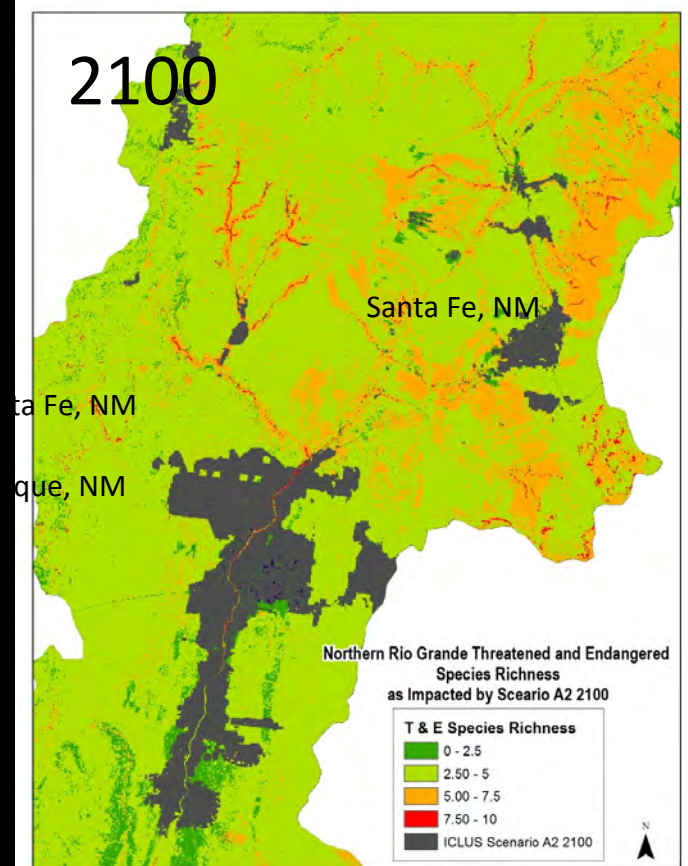 2100
Santa Fe, NM
ta Fe, NM
que, NM
Northern Rio Grande Threatened and Endangered
Species Richness
as Impacted by Sceario A2 2100
T & E Species Richness
0 - 2.5
2.50 - 5
5.00 - 7.5
7.50 - 10
ICLUS Scenario A2 2100
N